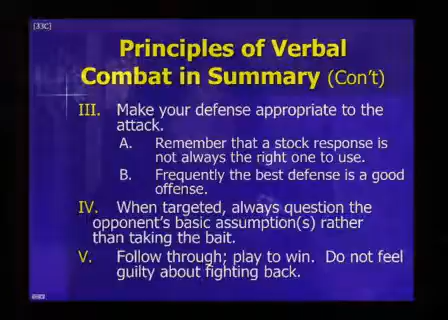 [33C]
Principles of Verbal
Combat in Summary (Con't)
III. Make your defense appropriate to the
attack.
A. Remember that a stock response is
not always the right one to use.
B. Frequently the best defense is a good
offense.
IV. When targeted, always question the
opponent's basic assumption(s) rather
than taking the bait.
V. Follow through; play to win. Do not feel
guilty about fighting back.